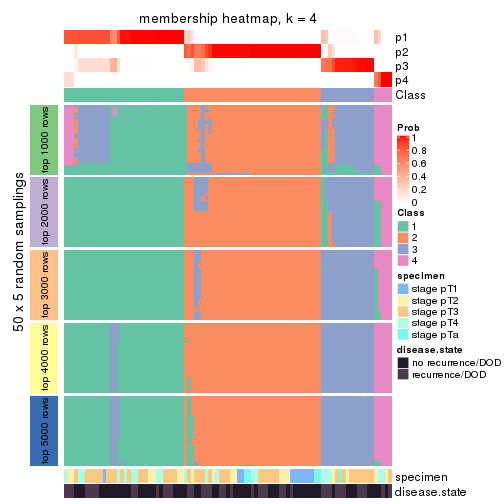 membership heatmap, k = 4
p1
p2
p3
p4
Class
50 x 5 random samplings
top 1000 rows
top 2000 rows
top 3000 rows
top 4000 rows
top 5000 rows
Prob
1
0.8
0.6
0.4
0.2
0
Class
1
2
3
4
specimen
stage pT1
stage pT2
stage pT3
stage pT4
stage pTa
disease.state
no recurrence/DOD
recurrence/DOD
specimen
disease.state